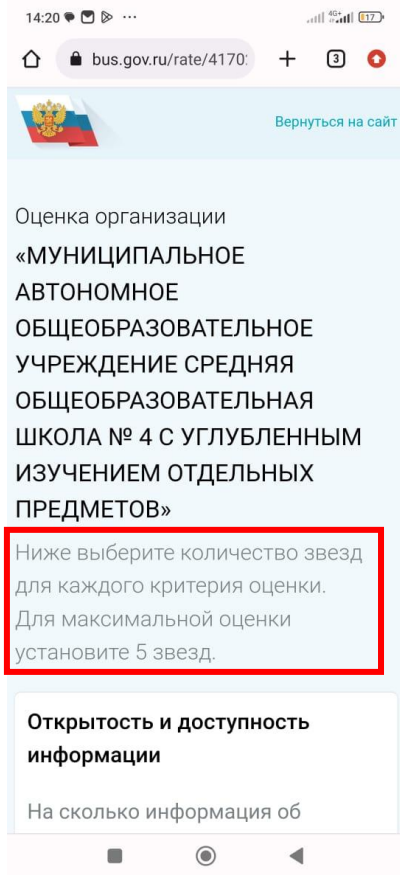 14:20
4G+
17
bus.gov.ru/rate/4170
3
Вернуться на сайт
Оценка организации
«МУНИЦИПАЛЬНОЕ
АВТОНОМНОЕ
ОБЩЕОБРАЗОВАТЕЛЬНОЕ
УЧРЕЖДЕНИЕ СРЕДНЯЯ
ОБЩЕОБРАЗОВАТЕЛЬНАЯ
ШКОЛА № 4 С УГЛУБЛЕННЫМ
ИЗУЧЕНИЕМ ОТДЕЛЬНЫХ
ПРЕДМЕТОВ»
Ниже выберите количество звезд
для каждого критерия оценки.
Для максимальной оценки
установите 5 звезд.
Открытость и доступность
информации
На сколько информация об